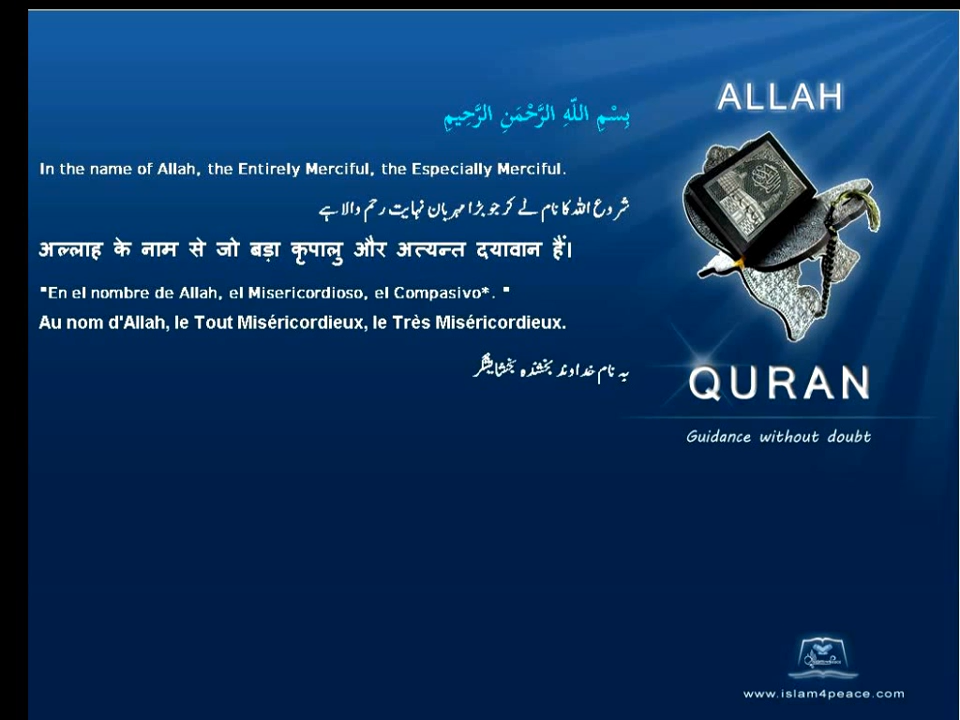 بِسْمِ اللّهِ الرَّحْمَنِ الرَّحِيمِ
In the name of Allah, the Entirely Merciful, the Especially Merciful.
شروع الله کا نام لے کر جو بڑا مہربان نہایت رحم والا ہے
अल्लाह के नाम से जो बड़ा कृपालु और अत्यन्त दयावान हैं।
"En el nombre de Allah, el Misericordioso, el Compasivo*. "
Au nom d'Allah, le Tout Miséricordieux, le Très Miséricordieux.
به نام خداوند بخشنده بخشایشگر
ALLAH
QURAN
Guidance without doubt
www.islam4peace.com